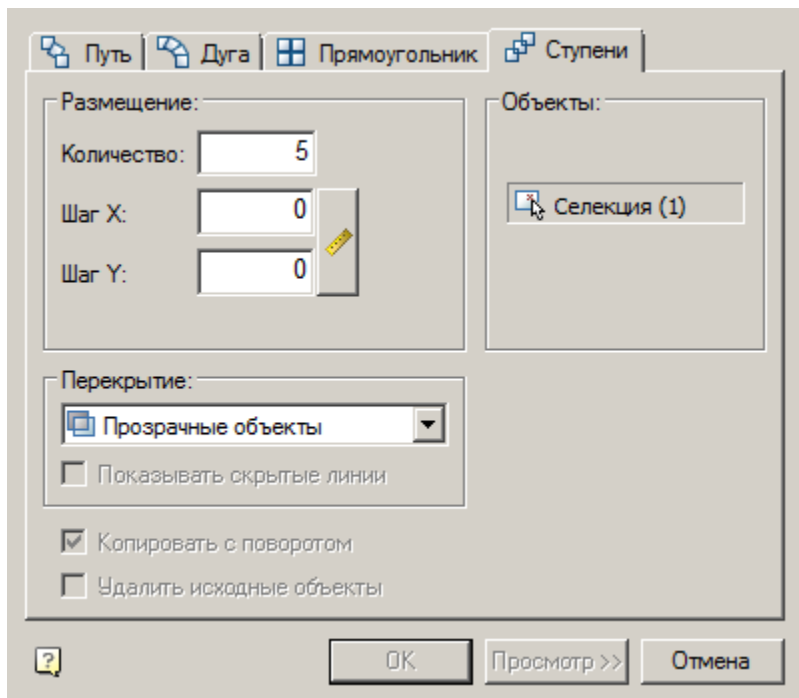 Путь Дуга Прямоугольник Ступени
Размещение:
Количество: 5
Шаг X: 0
Шаг Y: 0
Объекты:
Селекция (1)
Перекрытие:
Прозрачные объекты
Показывать скрытые линии
Копировать с поворотом
Удалить исходные объекты
? OK Просмотр >> Отмена